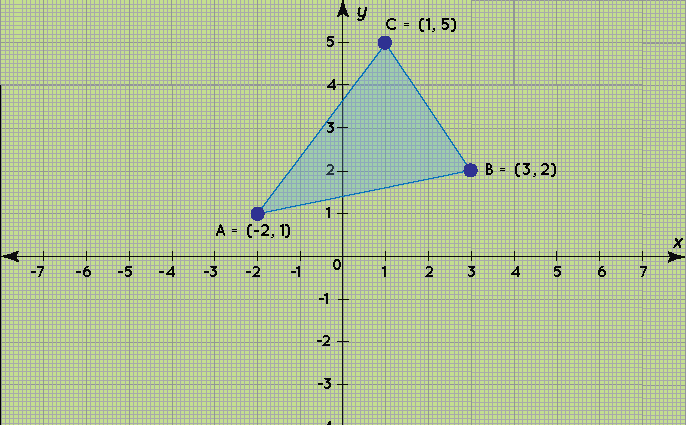 y
C = (1, 5)
5
4
3
2
B = (3, 2)
1
A = (-2, 1)
x
0
-7 -6 -5 -4 -3 -2 -1 1 2 3 4 5 6 7
-1
-2
-3